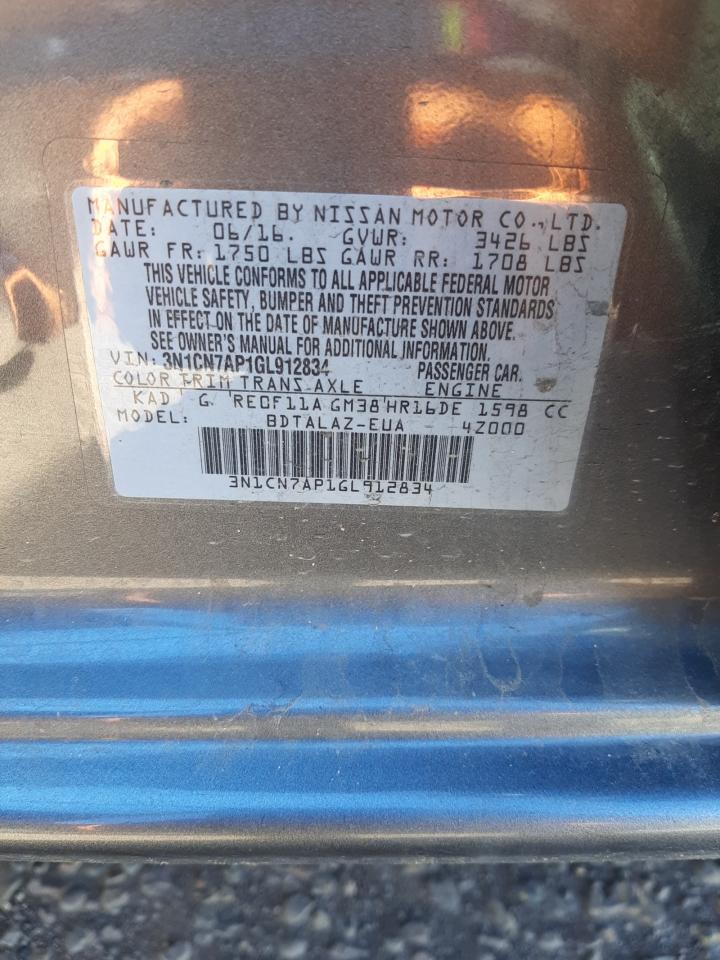 MANUFACTURED BY NISSAN MOTOR CO., LTD.
DATE: 06/16. GVWR: 3426 LBS
GAWR FR: 1750 LBS GAWR RR: 1708 LBS
THIS VEHICLE CONFORMS TO ALL APPLICABLE FEDERAL MOTOR
VEHICLE SAFETY, BUMPER AND THEFT PREVENTION STANDARDS
IN EFFECT ON THE DATE OF MANUFACTURE SHOWN ABOVE.
SEE OWNER'S MANUAL FOR ADDITIONAL INFORMATION.
VIN: 3N1CN7AP1GL912834 PASSENGER CAR.
COLOR TRIM TRANS AXLE ENGINE
KAD G RE0F11A GM38 HR16DE 1598 CC
MODEL: BDTALAZ-EUA 4Z000
3N1CN7AP1GL912834